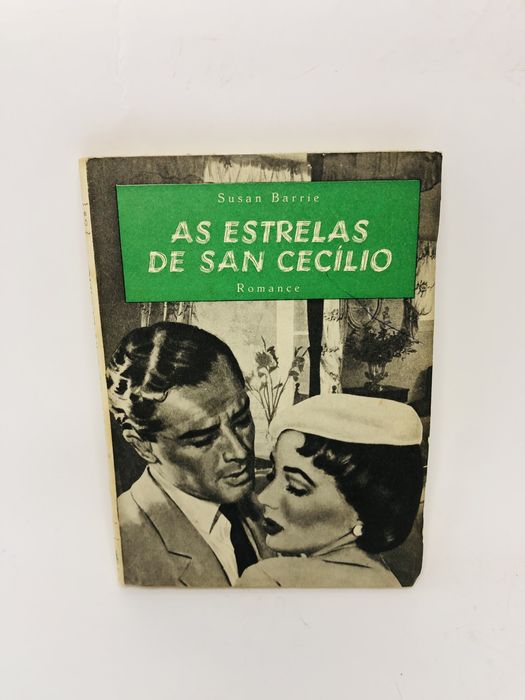 Susan Barrie
AS ESTRELAS
DE SAN CECÍLIO
Romance